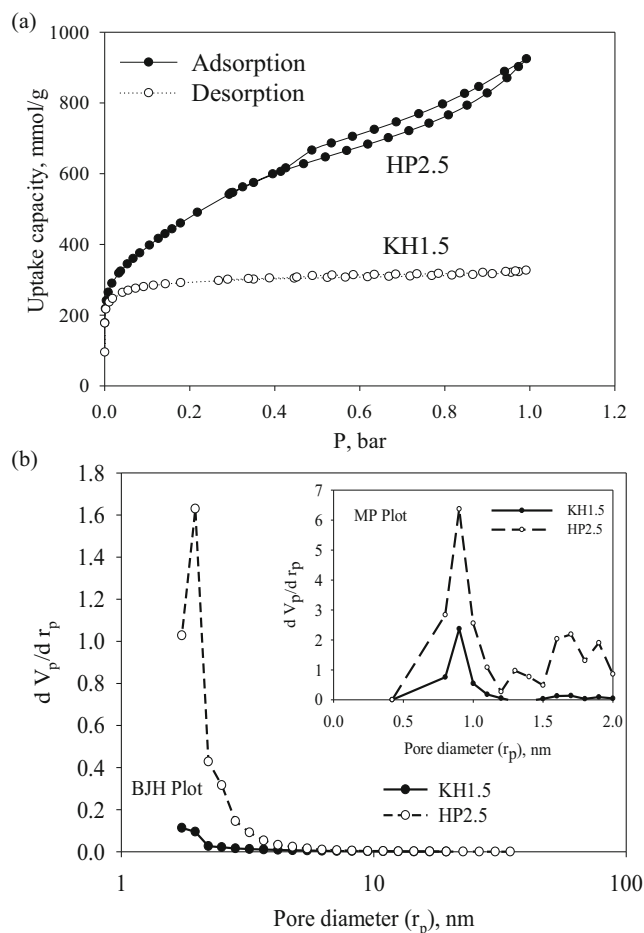 (a)
1000
800
600
400
200
0
Uptake capacity, mmol/g
Adsorption
Desorption
HP2.5
KH1.5
0.0 0.2 0.4 0.6 0.8 1.0 1.2
P, bar
(b)
1.8
1.6
1.4
1.2
1.0
0.8
0.6
0.4
0.2
0.0
d Vp/d rp
BJH Plot
7
6
5
4
3
2
1
0
d Vp/d rp
MP Plot
KH1.5
HP2.5
0.0 0.5 1.0 1.5 2.0
Pore diameter (rp), nm
KH1.5
HP2.5
1 10 100
Pore diameter (rp), nm